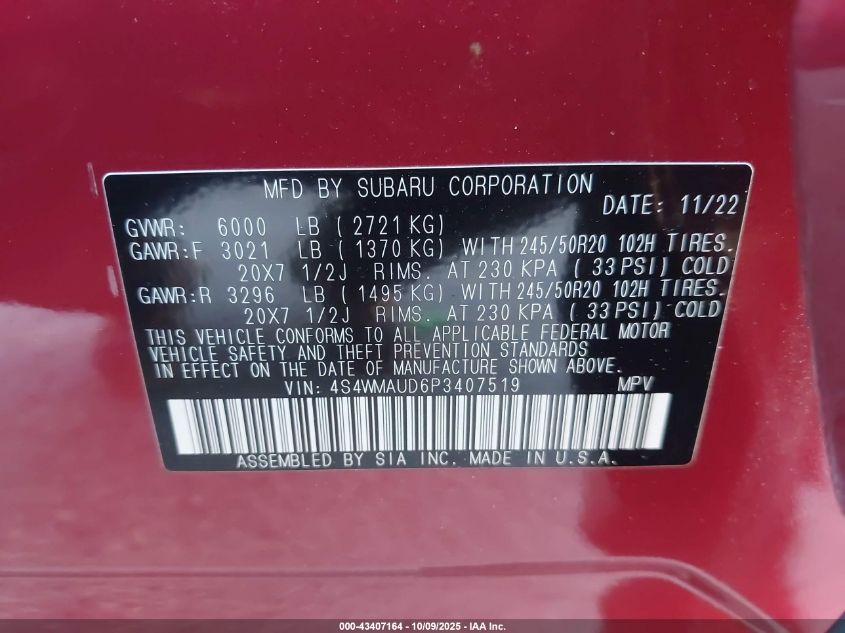 MFD BY SUBARU CORPORATION
DATE: 11/22
GVWR: 6000 LB ( 2721 KG)
GAWR:F 3021 LB ( 1370 KG) WITH 245/50R20 102H TIRES.
20X7 1/2J RIMS. AT 230 KPA ( 33 PSI) COLD
GAWR:R 3296 LB ( 1495 KG) WITH 245/50R20 102H TIRES.
20X7 1/2J RIMS. AT 230 KPA ( 33 PSI) COLD
THIS VEHICLE CONFORMS TO ALL APPLICABLE FEDERAL MOTOR
VEHICLE SAFETY AND THEFT PREVENTION STANDARDS
IN EFFECT ON THE DATE OF MANUFACTURE SHOWN ABOVE.
VIN: 4S4WMAUD6P3407519 MPV
ASSEMBLED BY SIA INC. MADE IN U.S.A.
000-43407164 - 10/09/2025 - IAA Inc.